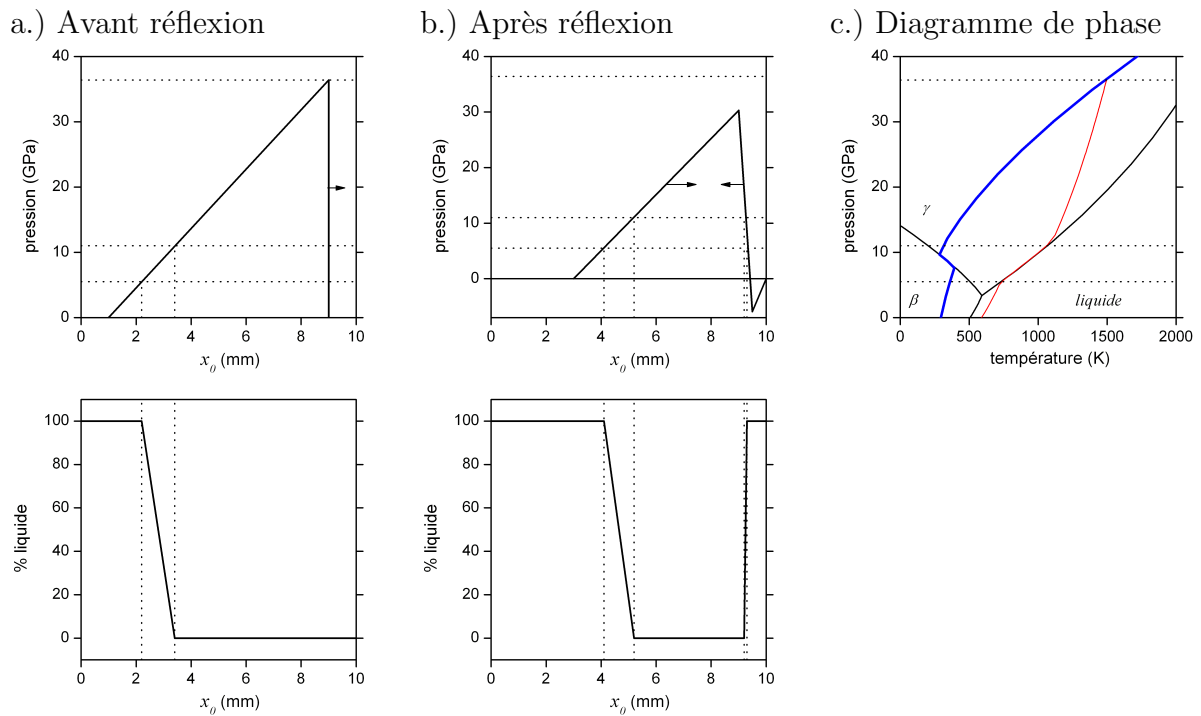 a.) Avant réflexion
b.) Après réflexion
c.) Diagramme de phase
40
30
20
10
0
pression (GPa)
0 2 4 6 8 10
x₀ (mm)
40
30
20
10
0
pression (GPa)
0 2 4 6 8 10
x₀ (mm)
40
30
20
10
0
pression (GPa)
γ
β
liquide
0 500 1000 1500 2000
température (K)
100
80
60
40
20
0
% liquide
0 2 4 6 8 10
x₀ (mm)
100
80
60
40
20
0
% liquide
0 2 4 6 8 10
x₀ (mm)